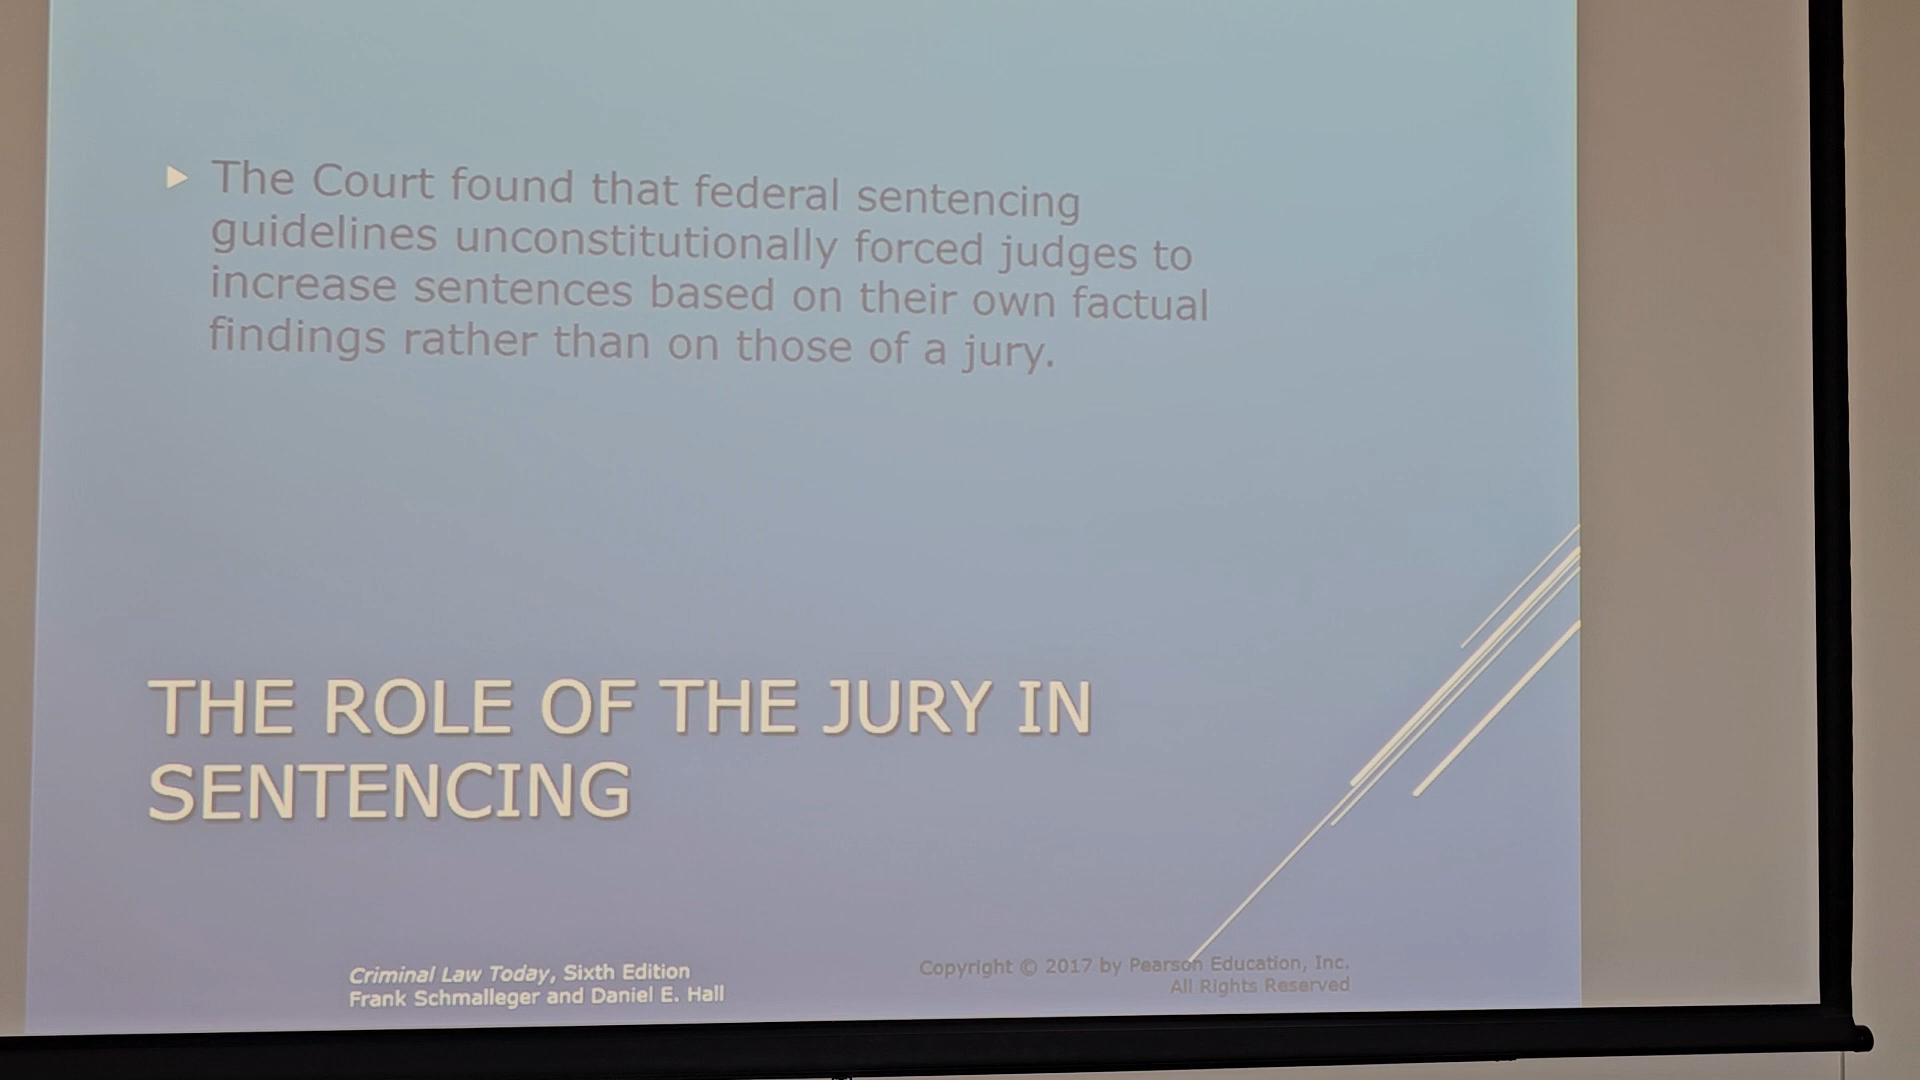 The Court found that federal sentencing
guidelines unconstitutionally forced judges to
increase sentences based on their own factual
findings rather than on those of a jury.
THE ROLE OF THE JURY IN
SENTENCING
Criminal Law Today, Sixth Edition
Frank Schmalleger and Daniel E. Hall
Copyright © 2017 by Pearson Education, Inc.
All Rights Reserved